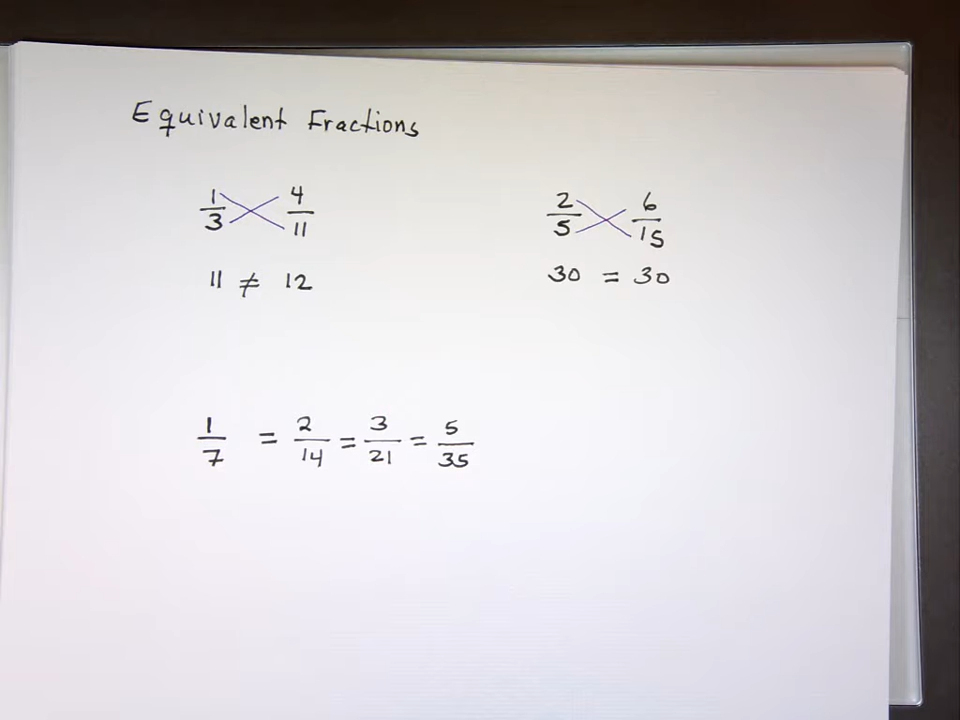 Equivalent Fractions
1/3 4/11 2/5 6/15
11 ≠ 12 30 = 30
1/7 = 2/14 = 3/21 = 5/35